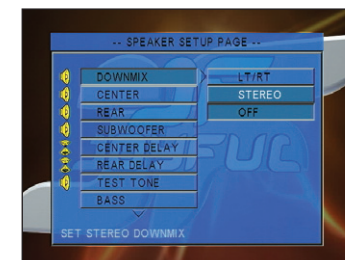 -- SPEAKER SETUP PAGE --
DOWNMIX
LT/RT
CENTER
STEREO
REAR
OFF
SUBWOOFER
CENTER DELAY
REAR DELAY
TEST TONE
BASS
SET STEREO DOWNMIX